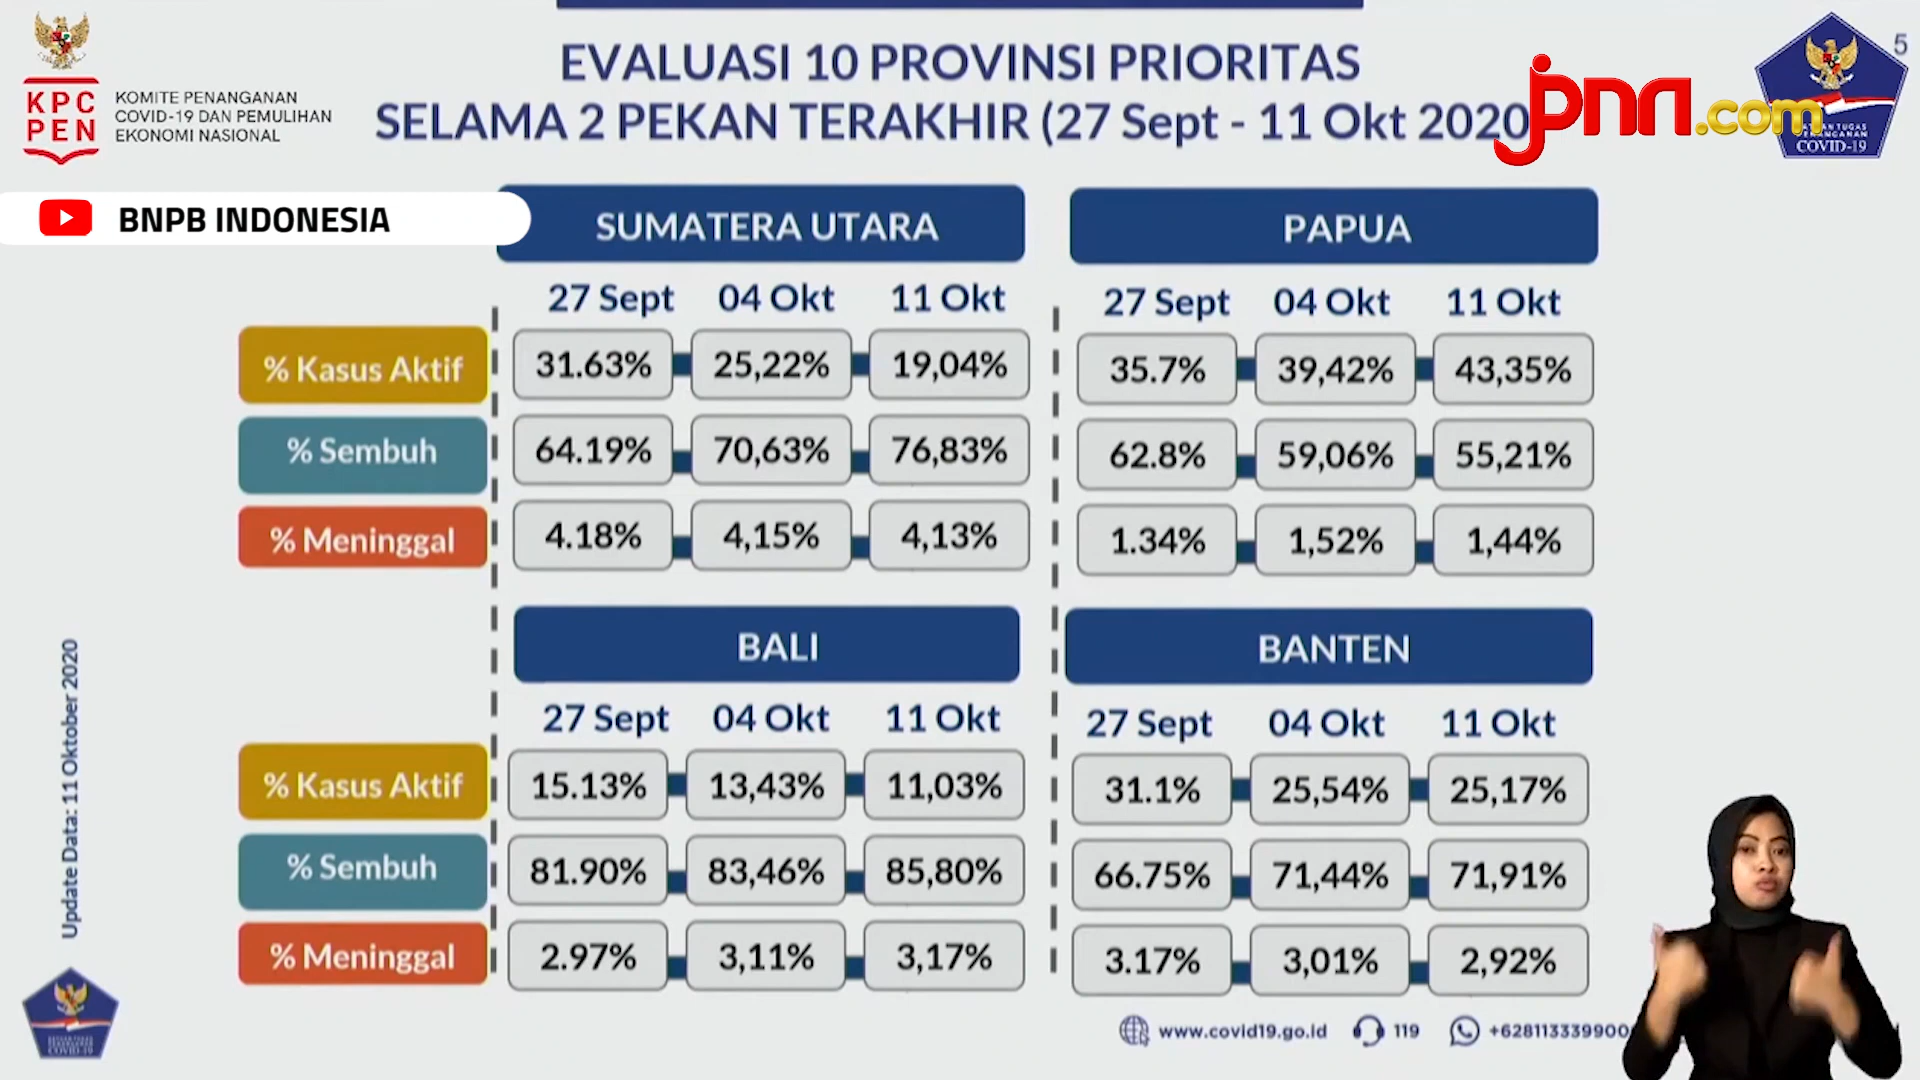 EVALUASI 10 PROVINSI PRIORITAS
SELAMA 2 PEKAN TERAKHIR (27 Sept - 11 Okt 2020
KPC
PEN
KOMITE PENANGANAN
COVID-19 DAN PEMULIHAN
EKONOMI NASIONAL
jpnn.com
5
PENANGANAN
COVID-19
BNPB INDONESIA
SUMATERA UTARA
27 Sept 04 Okt 11 Okt
% Kasus Aktif 31.63% 25,22% 19,04%
% Sembuh 64.19% 70,63% 76,83%
% Meninggal 4.18% 4,15% 4,13%
PAPUA
27 Sept 04 Okt 11 Okt
35.7% 39,42% 43,35%
62.8% 59,06% 55,21%
1.34% 1,52% 1,44%
BALI
27 Sept 04 Okt 11 Okt
% Kasus Aktif 15.13% 13,43% 11,03%
% Sembuh 81.90% 83,46% 85,80%
% Meninggal 2.97% 3,11% 3,17%
BANTEN
27 Sept 04 Okt 11 Okt
31.1% 25,54% 25,17%
66.75% 71,44% 71,91%
3.17% 3,01% 2,92%
Update Data: 11 Oktober 2020
COVID-19
www.covid19.go.id 119 +62811333990